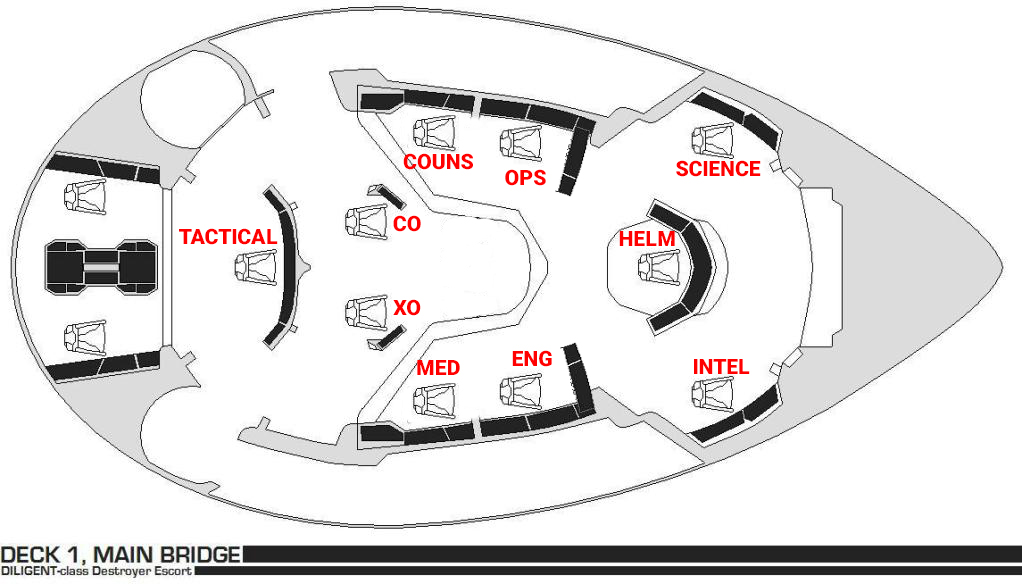 COUNS
OPS
SCIENCE
CO
TACTICAL
HELM
XO
MED
ENG
INTEL
DECK 1, MAIN BRIDGE
DILIGENT-class Destroyer Escort